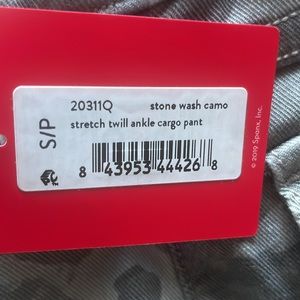 20311Q stone wash camo
stretch twill ankle cargo pant
S/P
8 43953 44426 8
© 2019 Spanx, Inc.